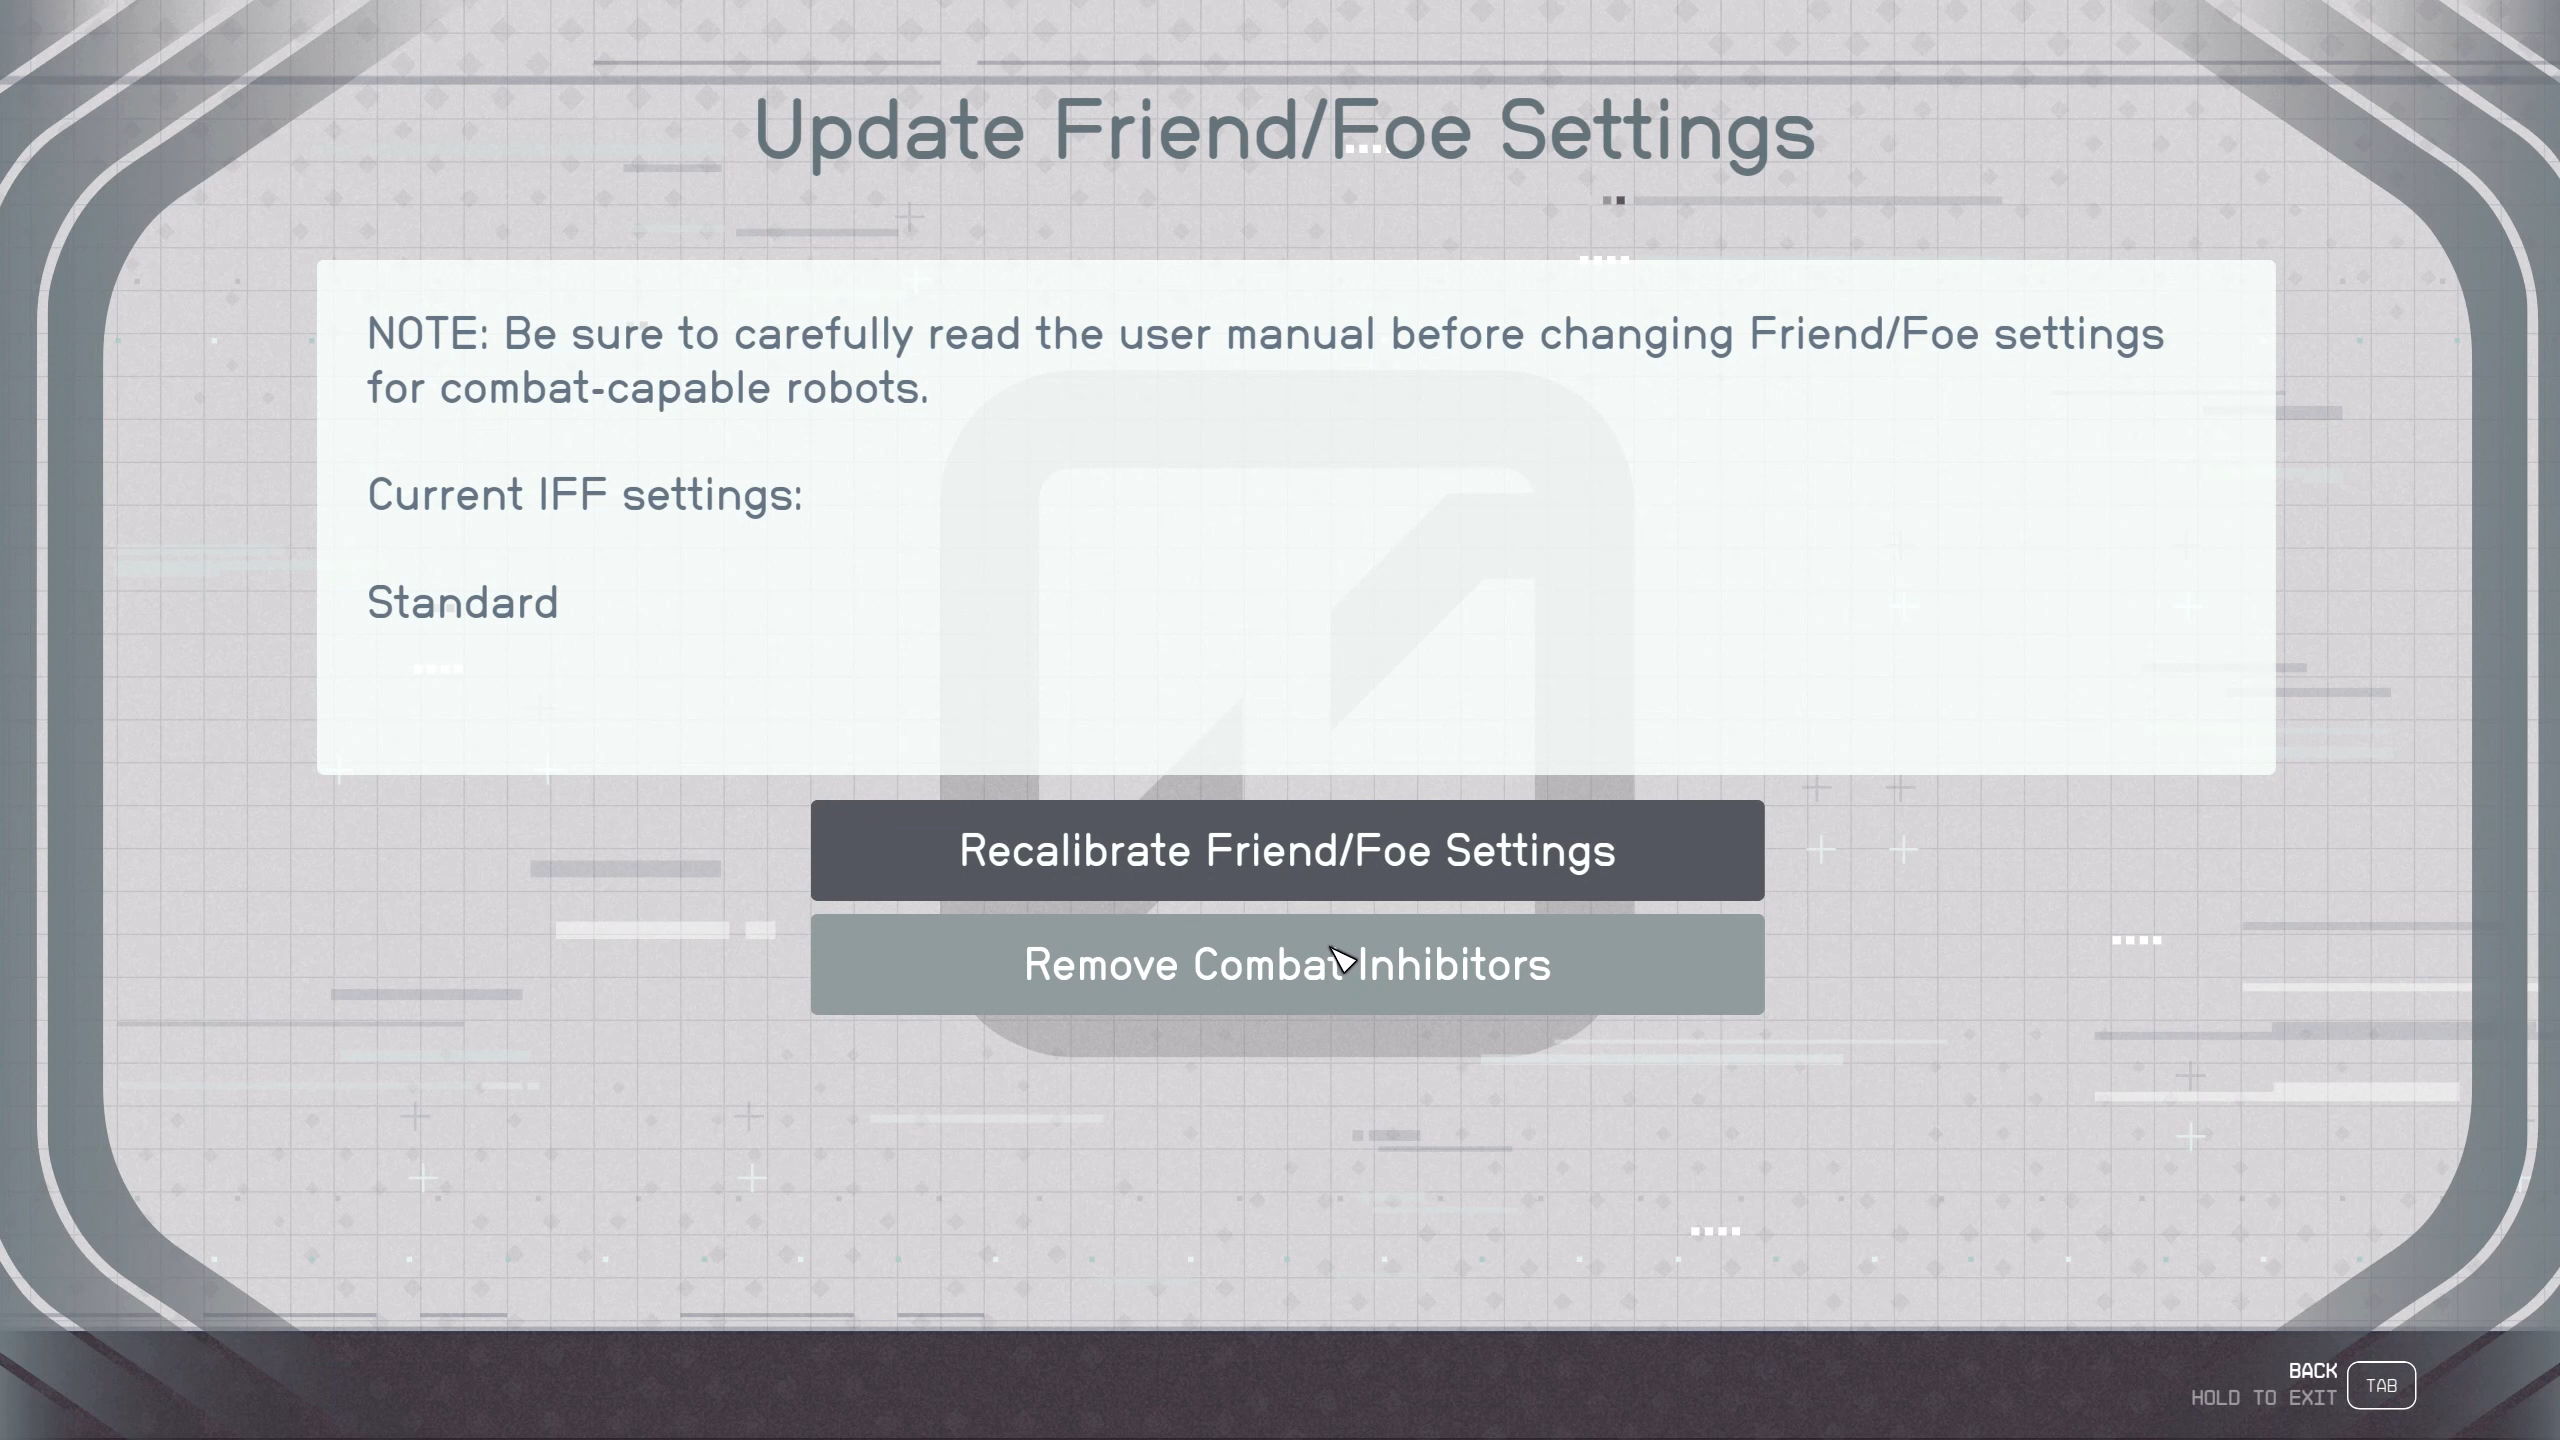 Update Friend/Foe Settings
NOTE: Be sure to carefully read the user manual before changing Friend/Foe settings
for combat-capable robots.
Current IFF settings:
Standard
Recalibrate Friend/Foe Settings
Remove Combat Inhibitors
BACK
HOLD TO EXIT
TAB